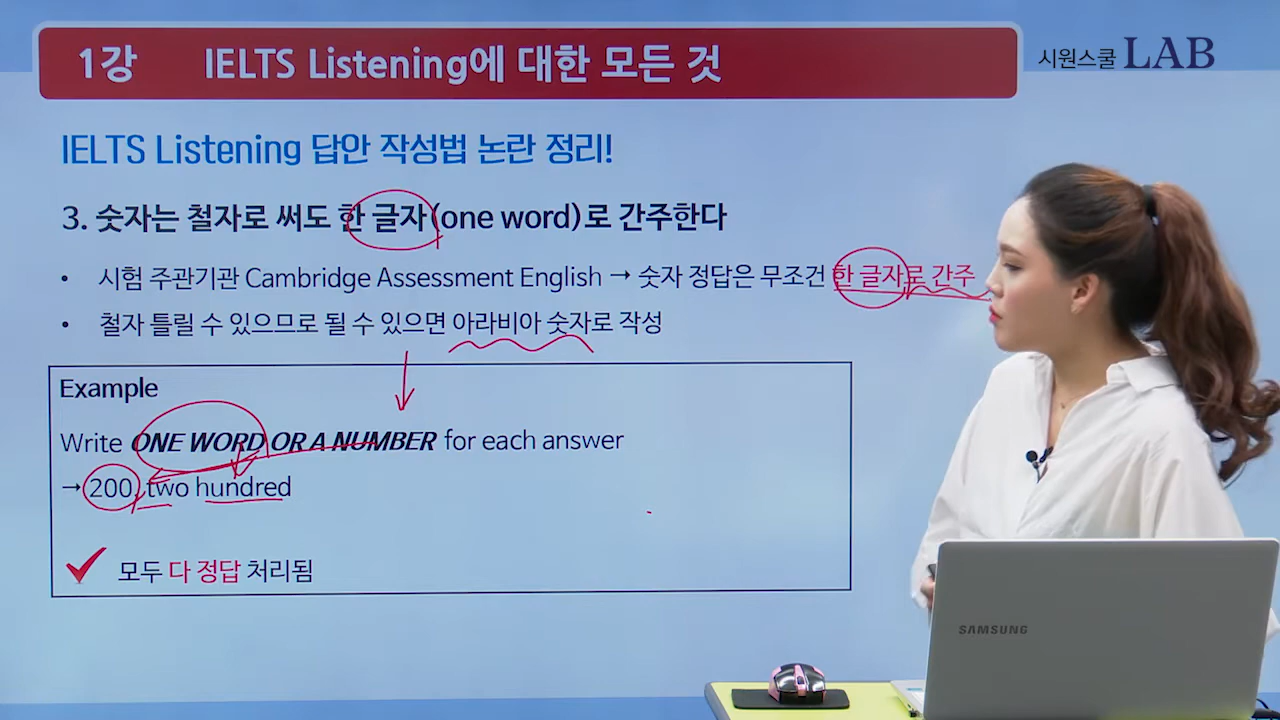 1강 IELTS Listening에 대한 모든 것
시원스쿨 LAB
IELTS Listening 답안 작성법 논란 정리!
3. 숫자는 철자로 써도 한 글자(one word)로 간주한다
• 시험 주관기관 Cambridge Assessment English → 숫자 정답은 무조건 한 글자로 간주
• 철자 틀릴 수 있으므로 될 수 있으면 아라비아 숫자로 작성
Example
Write ONE WORD OR A NUMBER for each answer
→ 200, two hundred
모두 다 정답 처리됨
SAMSUNG